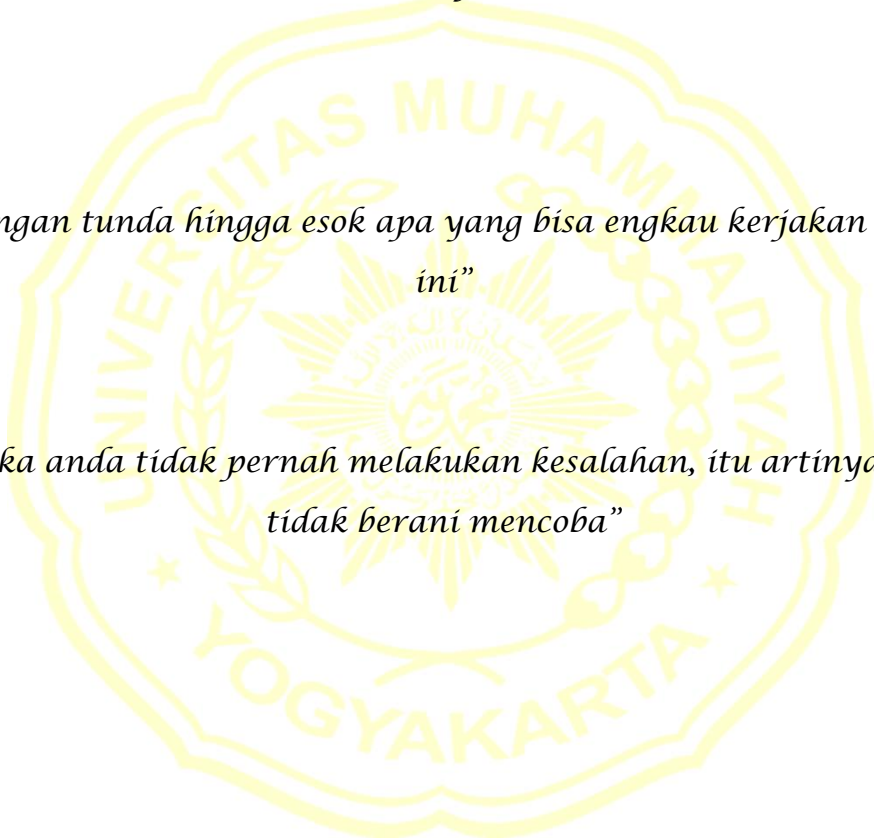 ngan tunda hingga esok apa yang bisa engkau kerjakan
ini”
ka anda tidak pernah melakukan kesalahan, itu artinya
tidak berani mencoba”
UNIVERSITAS MUHAMMADIYAH
YOGYAKARTA